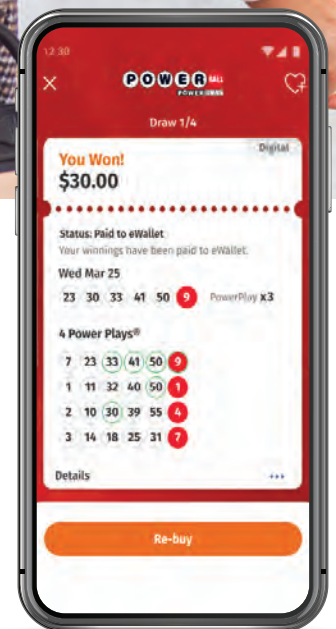 12:30
POWERBALL
POWERPLAY
Draw 1/4
Digital
You Won!
$30.00
Status: Paid to eWallet
Your winnings have been paid to eWallet.
Wed Mar 25
23 30 33 41 50 9 PowerPlay x3
4 Power Plays®
7 23 33 41 50 9
1 11 32 40 50 1
2 10 30 39 55 4
3 14 18 25 31 7
Details
Re-buy